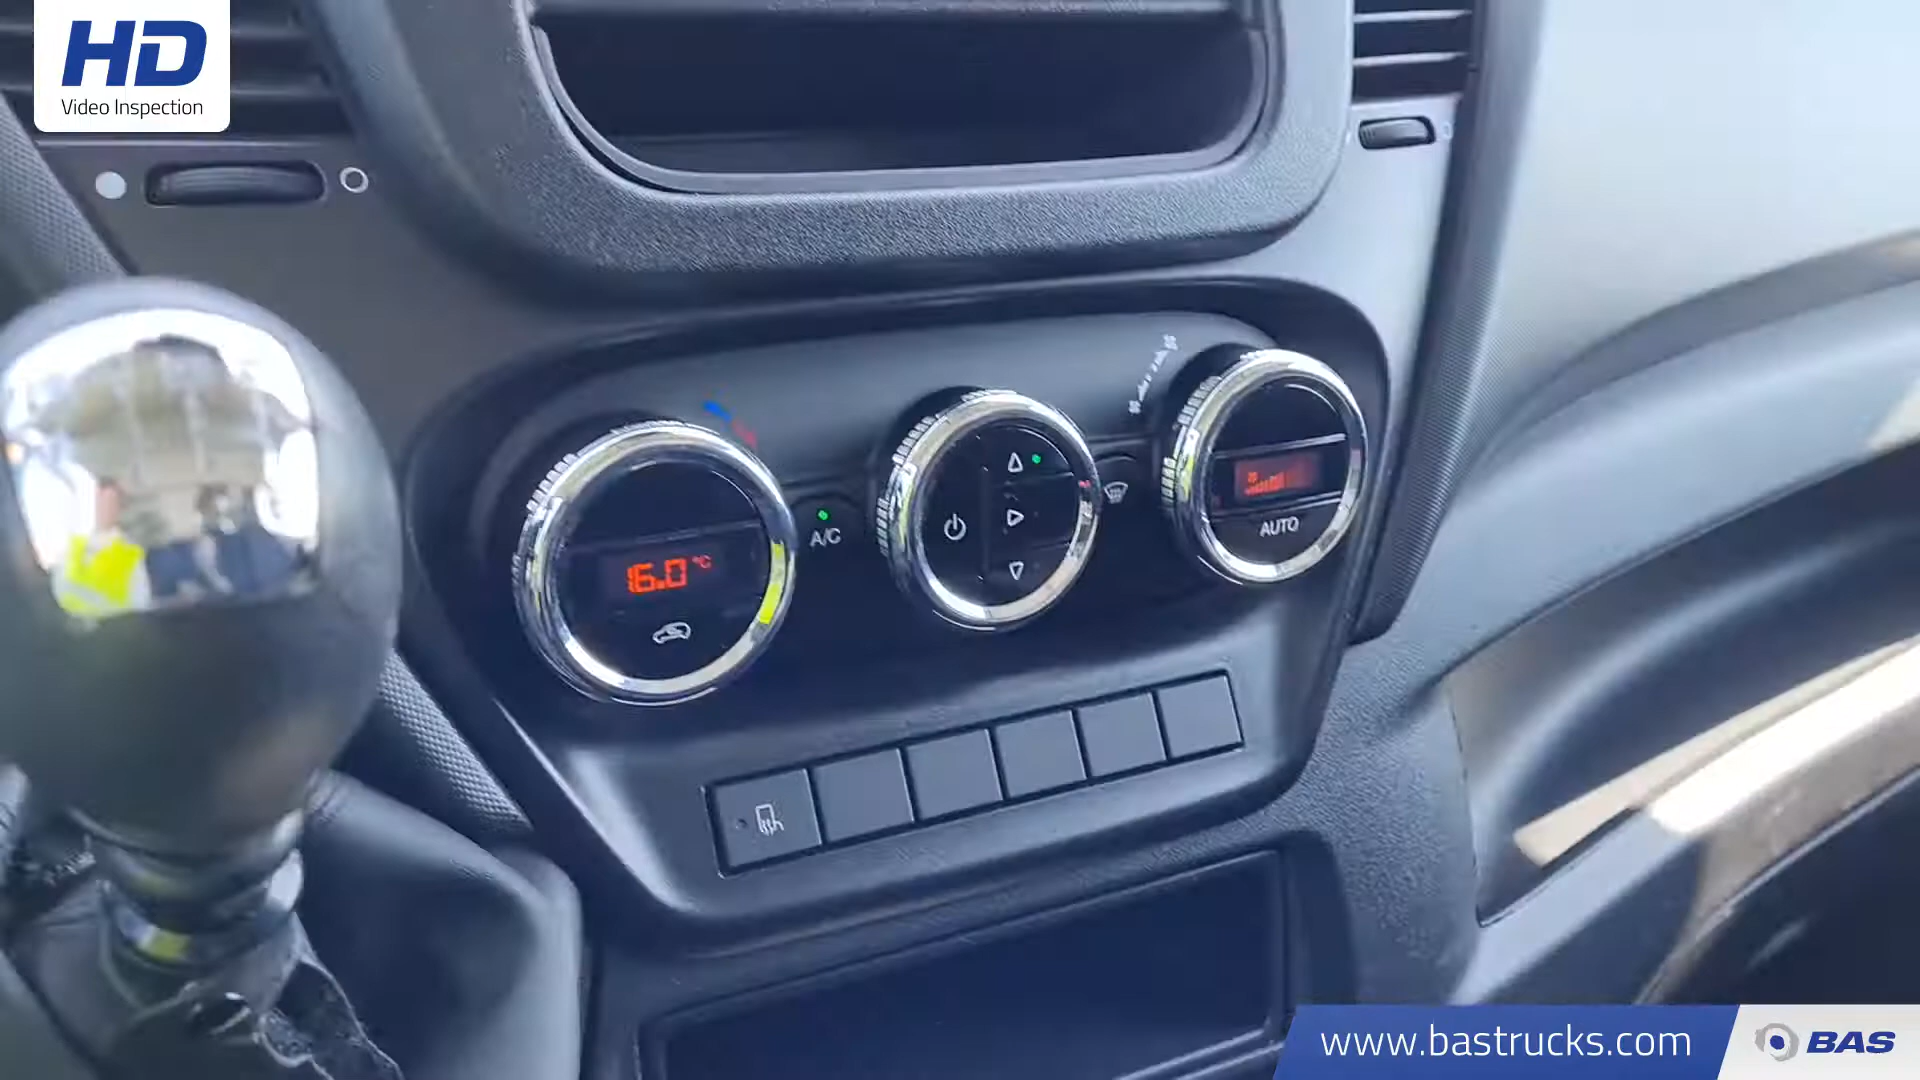 HD
Video Inspection
16.0 °C
A/C
AUTO
www.bastrucks.com
BAS